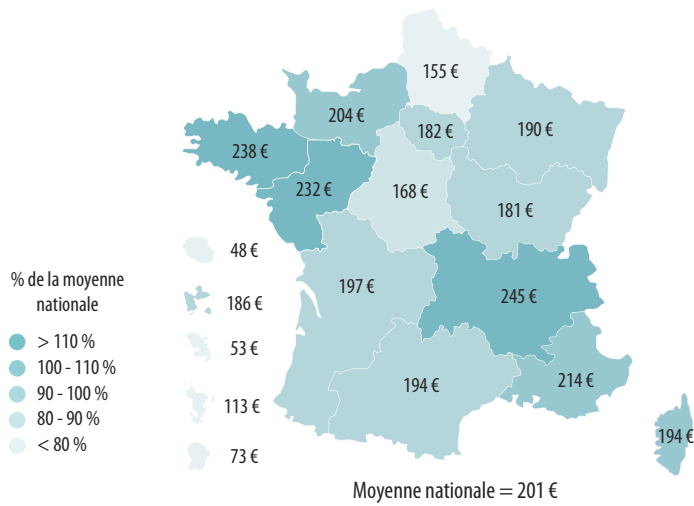 155 €
204 €
182 €
190 €
238 €
232 €
168 €
181 €
48 €
197 €
186 €
245 €
53 €
194 €
214 €
113 €
194 €
73 €
% de la moyenne
nationale
> 110 %
100 - 110 %
90 - 100 %
80 - 90 %
< 80 %
Moyenne nationale = 201 €